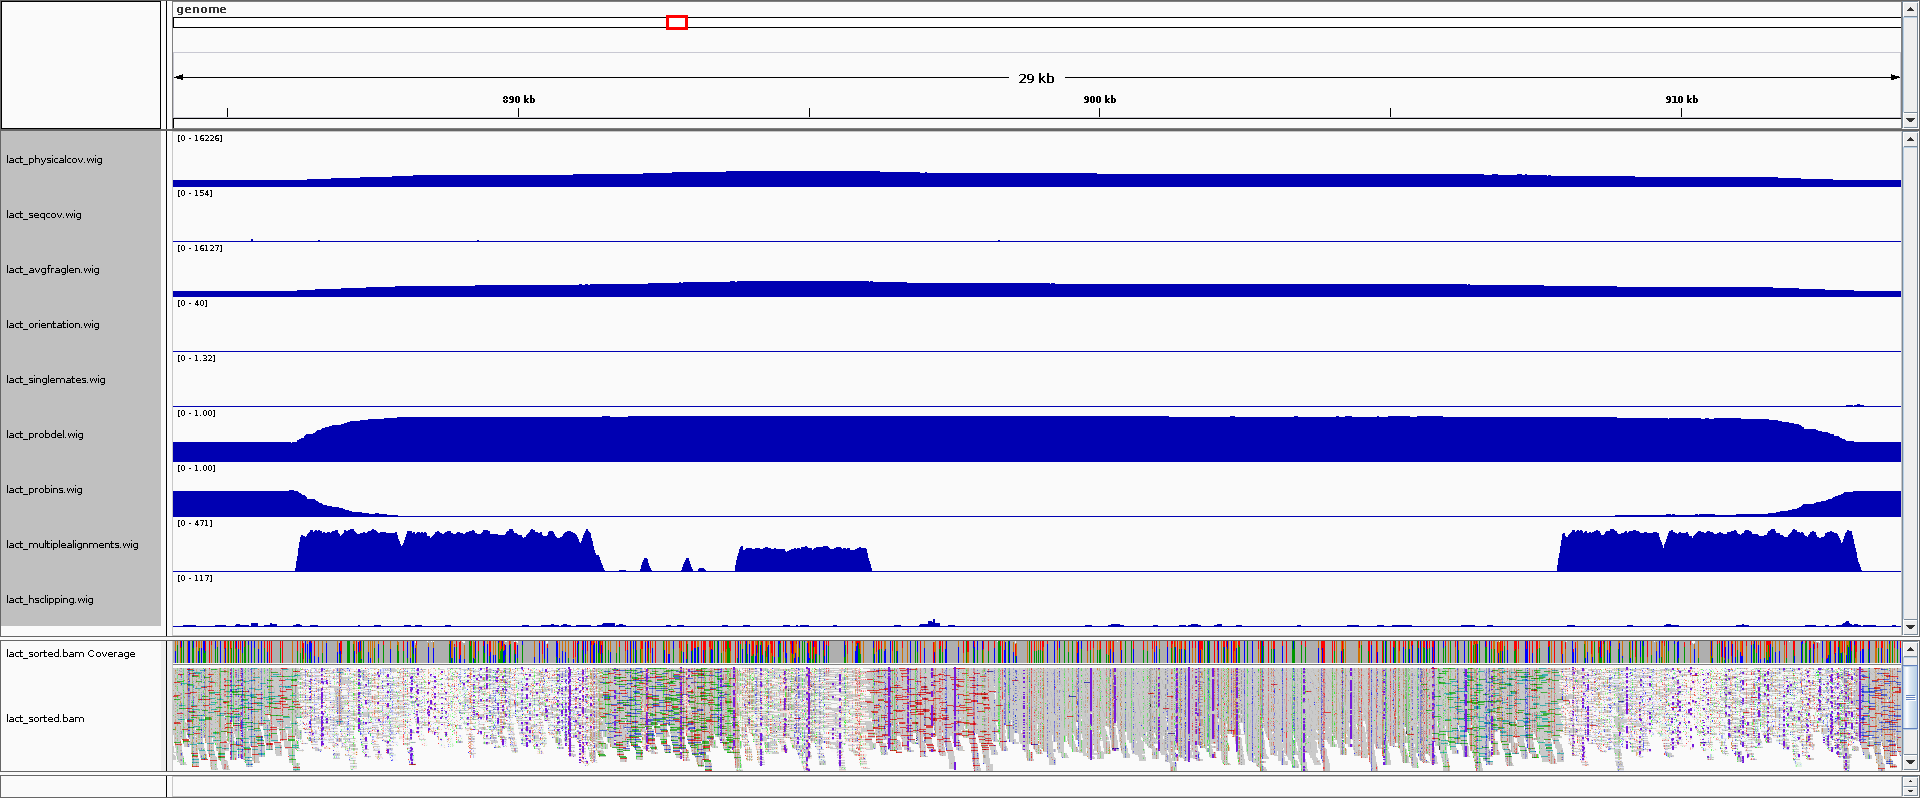 genome
29 kb
890 kb
900 kb
910 kb
[0 - 16226]
lact_physicalcov.wig
[0 - 154]
lact_seqcov.wig
[0 - 16127]
lact_avgfraglen.wig
[0 - 40]
lact_orientation.wig
[0 - 1.32]
lact_singlemates.wig
[0 - 1.00]
lact_probdel.wig
[0 - 1.00]
lact_probins.wig
[0 - 471]
lact_multiplealignments.wig
[0 - 117]
lact_hsclipping.wig
lact_sorted.bam Coverage
lact_sorted.bam